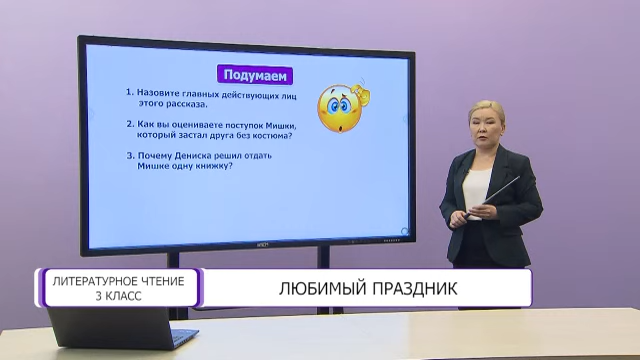 Подумаем
1. Назовите главных действующих лиц
этого рассказа.
2. Как вы оцениваете поступок Мишки,
который застал друга без костюма?
3. Почему Дениска решил отдать
Мишке одну книжку?
ЛИТЕРАТУРНОЕ ЧТЕНИЕ
3 КЛАСС
ЛЮБИМЫЙ ПРАЗДНИК